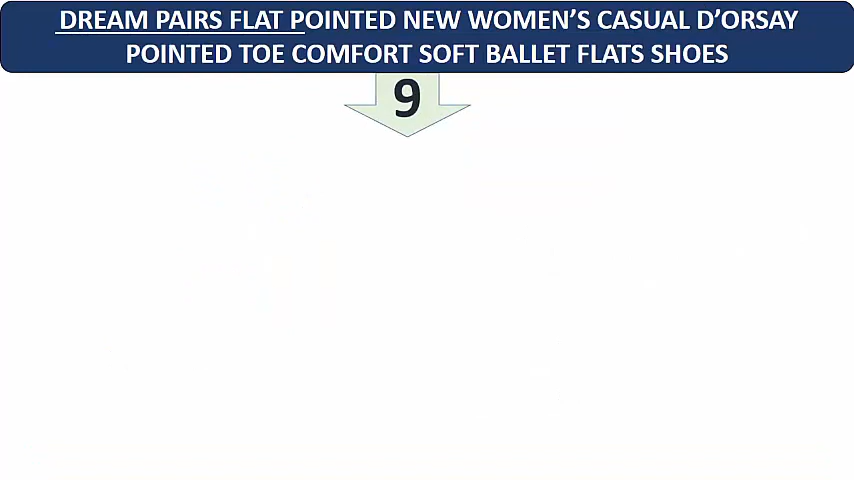 DREAM PAIRS FLAT POINTED NEW WOMEN’S CASUAL D’ORSAY
POINTED TOE COMFORT SOFT BALLET FLATS SHOES
9